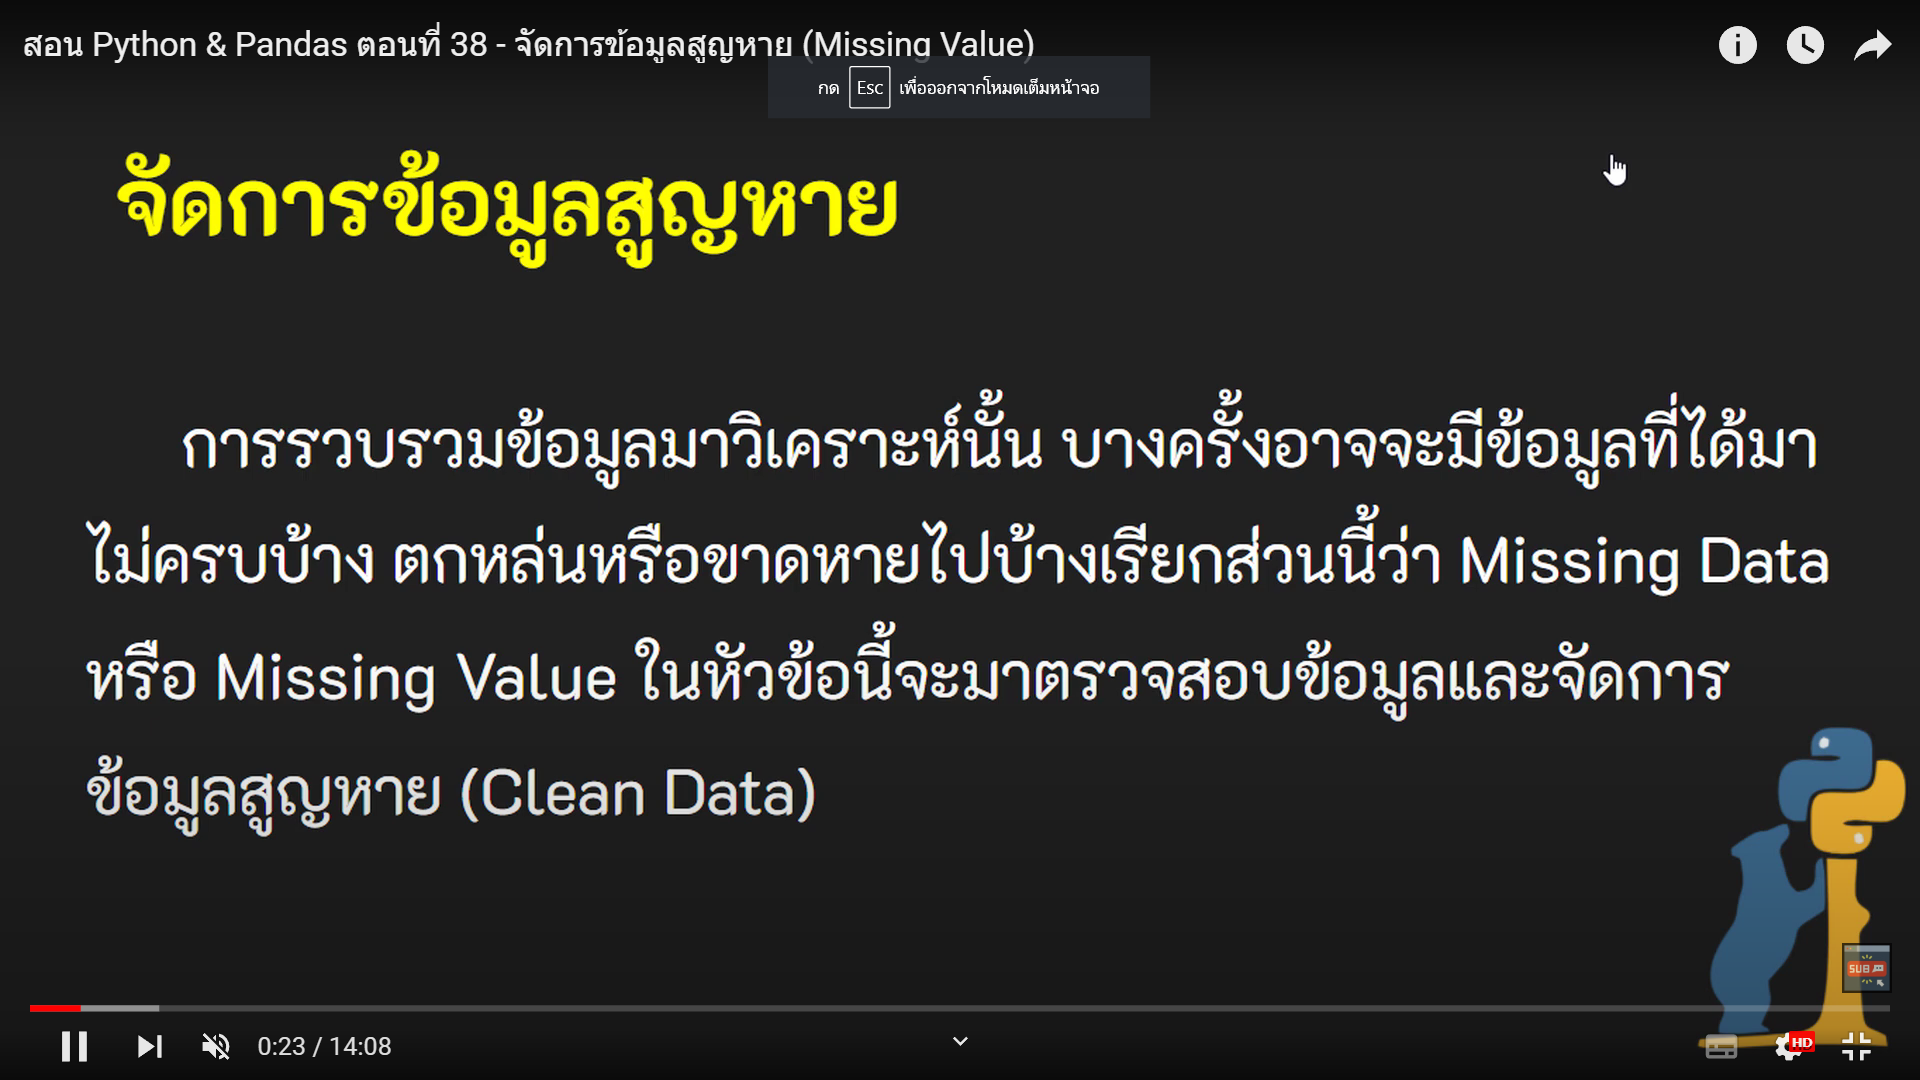 สอน Python & Pandas ตอนที่ 38 - จัดการข้อมูลสูญหาย (Missing Value)
กด Esc เพื่อออกจากโหมดเต็มหน้าจอ
จัดการข้อมูลสูญหาย
การรวบรวมข้อมูลมาวิเคราะห์นั้น บางครั้งอาจจะมีข้อมูลที่ได้มา
ไม่ครบบ้าง ตกหล่นหรือขาดหายไปบ้างเรียกส่วนนี้ว่า Missing Data
หรือ Missing Value ในหัวข้อนี้จะมาตรวจสอบข้อมูลและจัดการ
ข้อมูลสูญหาย (Clean Data)
SUB
0:23 / 14:08
HD